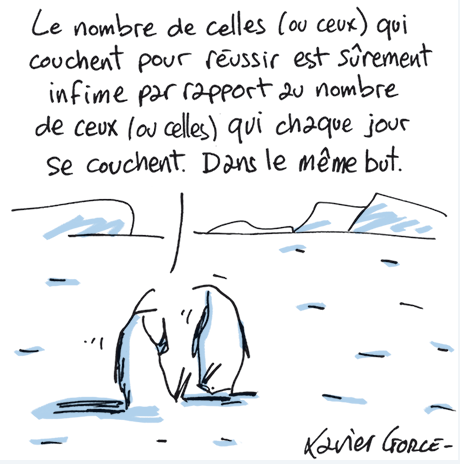 Le nombre de celles (ou ceux) qui
couchent pour réussir est sûrement
infime par rapport au nombre
de ceux (ou celles) qui chaque jour
se couchent. Dans le même but.
Xavier GORCE-